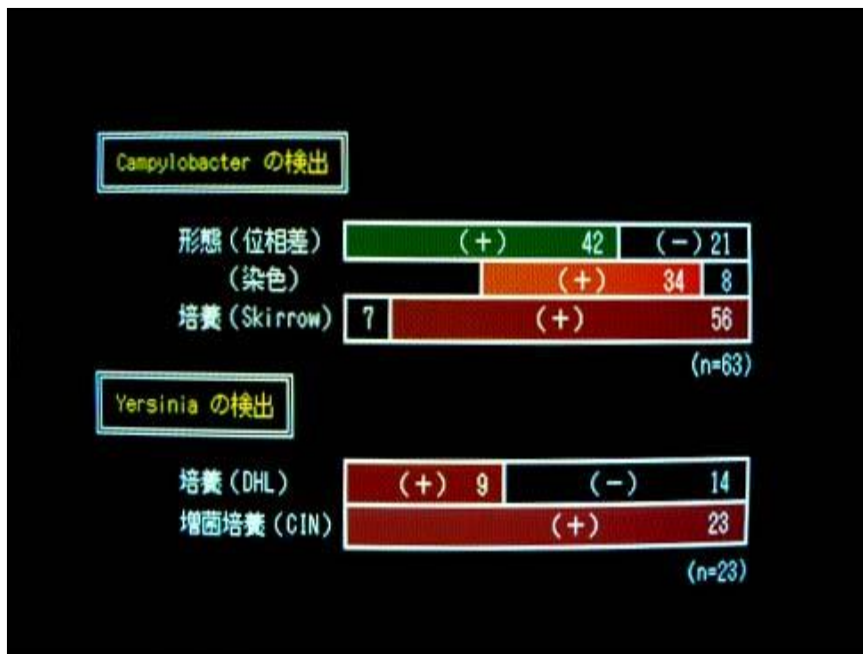 Campylobacter の検出
形態(位相差) (+) 42 (-) 21
(染色) (+) 34 8
培養(Skirrow) 7 (+) 56
(n=63)
Yersinia の検出
培養(DHL) (+) 9 (-) 14
増菌培養(CIN) (+) 23
(n=23)